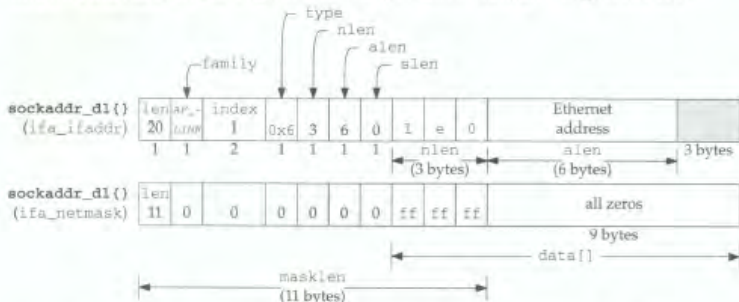 type
nlen
alen
slen
family
sockaddr_dl{} len AF_- index Ethernet
(ifa_ifaddr) 20 LINK 1 0x6 3 6 0 l e 0 address
1 1 2 1 1 1 1 nlen alen 3 bytes
(3 bytes) (6 bytes)
sockaddr_dl{} len
(ifa_netmask) 11 0 0 0 0 0 0 ff ff ff all zeros
9 bytes
data[]
masklen
(11 bytes)